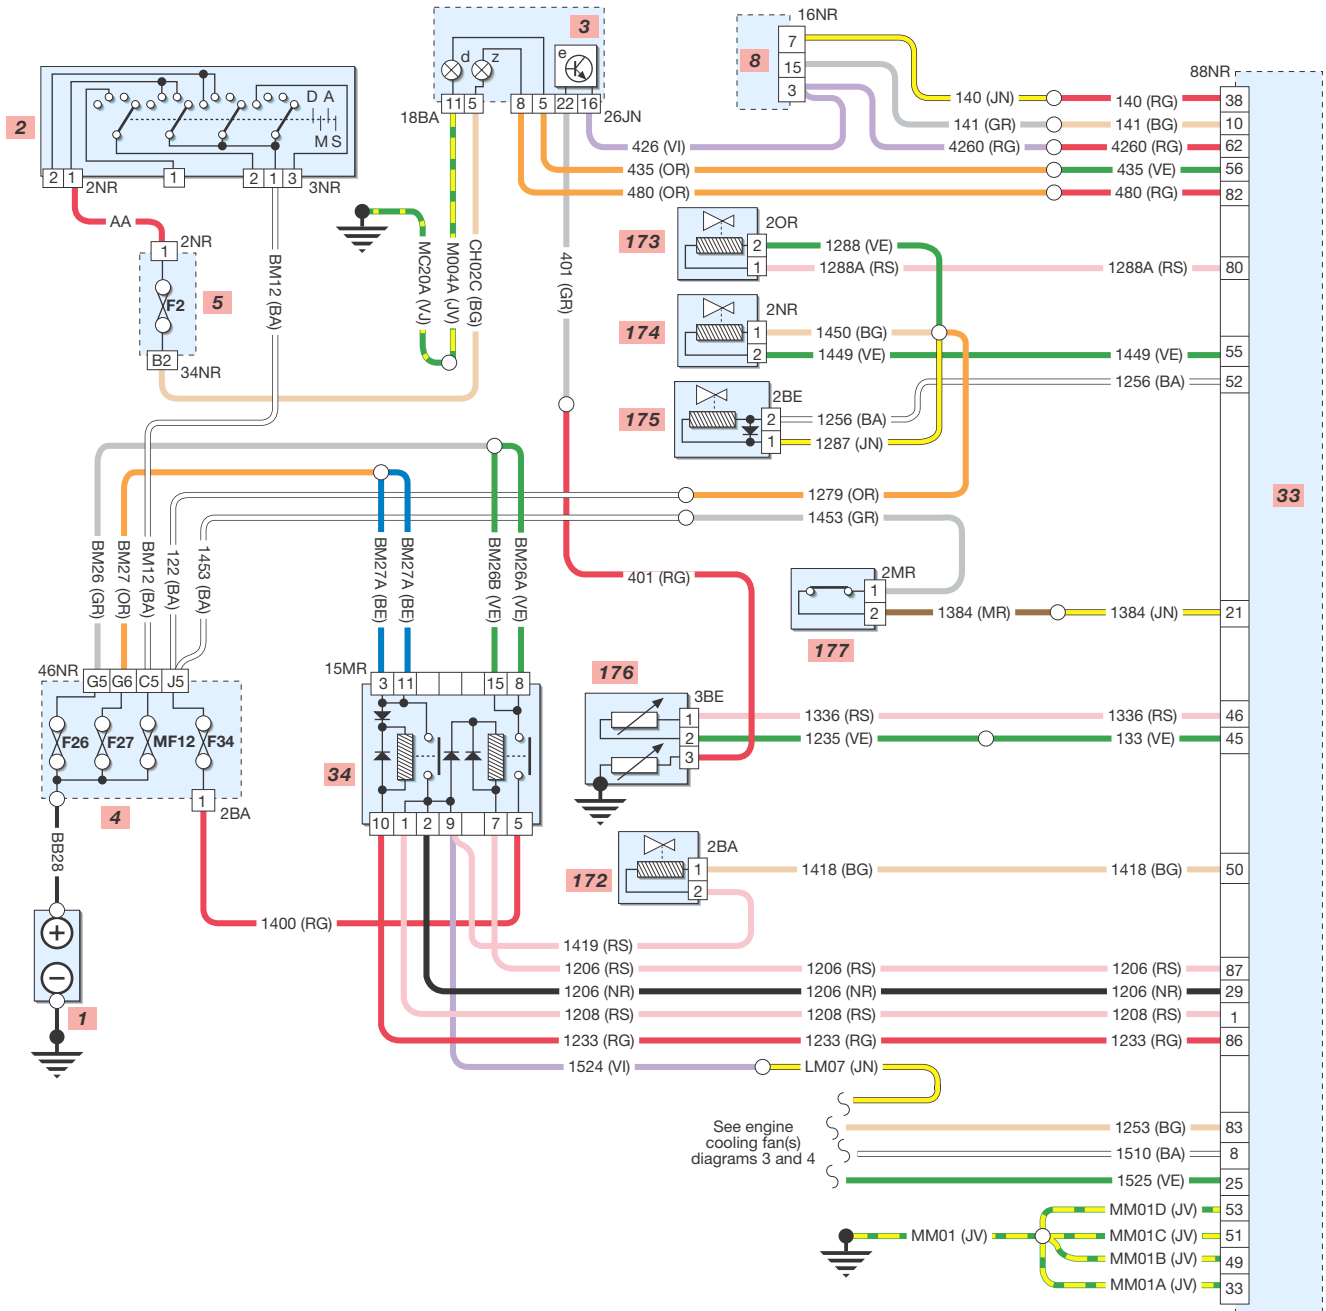 3
d
z
e
11
5
8
5
22
16
18BA
26JN
16NR
7
15
3
8
88NR
140 (JN)
140 (RG)
38
141 (GR)
141 (BG)
10
426 (VI)
4260 (RG)
4260 (RG)
62
435 (OR)
435 (VE)
56
480 (OR)
480 (RG)
82
2
D A
M S
2
1
2NR
1
2
1
3
3NR
AA
2NR
1
F2
5
B2
34NR
BM12 (BA)
MC20A (VJ)
M004A (JV)
CH02C (BG)
401 (GR)
173
2OR
2
1
1288 (VE)
1288A (RS)
1288A (RS)
80
174
2NR
1
2
1450 (BG)
1449 (VE)
1449 (VE)
55
1256 (BA)
52
175
2BE
2
1
1256 (BA)
1287 (JN)
1279 (OR)
1453 (GR)
33
BM26 (GR)
BM27 (OR)
BM12 (BA)
122 (BA)
1453 (BA)
BM27A (BE)
BM27A (BE)
BM26B (VE)
BM26A (VE)
401 (RG)
2MR
1
2
1384 (MR)
1384 (JN)
21
177
46NR
G5
G6
C5
J5
F26
F27
MF12
F34
4
1
2BA
BB28
15MR
3
11
15
8
34
10
1
2
9
7
5
176
3BE
1
2
3
1336 (RS)
1336 (RS)
46
1235 (VE)
133 (VE)
45
172
2BA
1
2
1418 (BG)
1418 (BG)
50
1400 (RG)
1419 (RS)
1206 (RS)
1206 (RS)
1206 (RS)
87
1206 (NR)
1206 (NR)
1206 (NR)
29
1208 (RS)
1208 (RS)
1208 (RS)
1
1233 (RG)
1233 (RG)
1233 (RG)
86
1524 (VI)
LM07 (JN)
+
−
1
See engine
cooling fan(s)
diagrams 3 and 4
1253 (BG)
83
1510 (BA)
8
1525 (VE)
25
MM01 (JV)
MM01D (JV)
53
MM01C (JV)
51
MM01B (JV)
49
MM01A (JV)
33